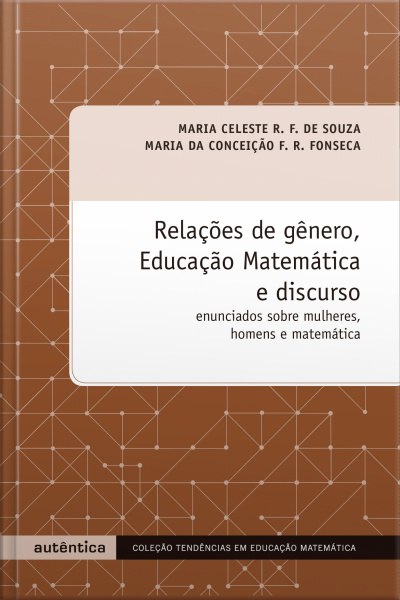 MARIA CELESTE R. F. DE SOUZA
MARIA DA CONCEIÇÃO F. R. FONSECA
Relações de gênero,
Educação Matemática
e discurso
enunciados sobre mulheres,
homens e matemática
autêntica
COLEÇÃO TENDÊNCIAS EM EDUCAÇÃO MATEMÁTICA